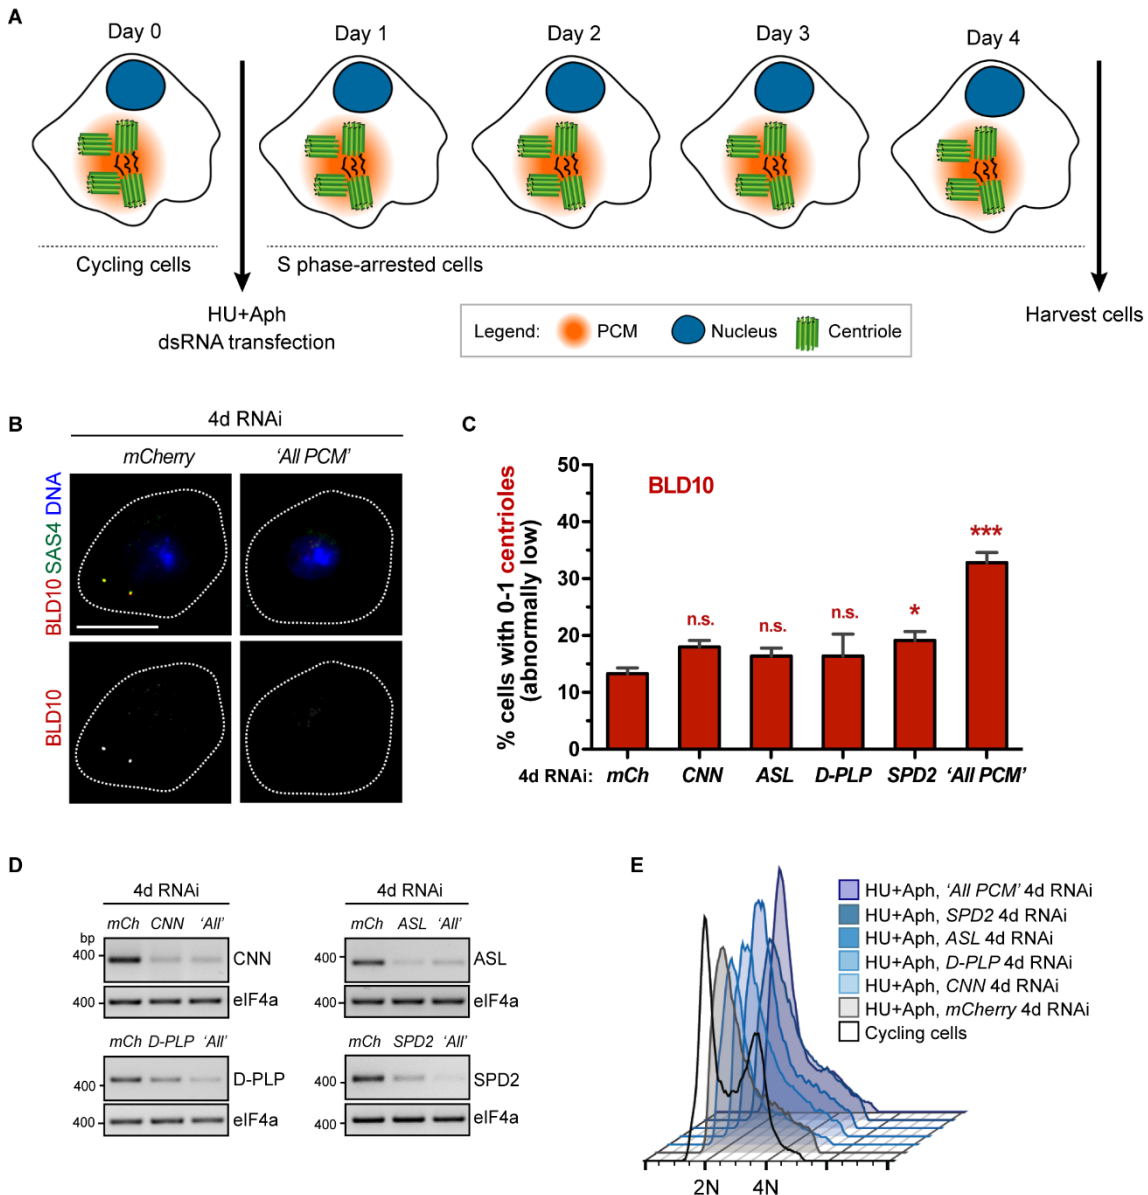 A
Day 0
Day 1
Day 2
Day 3
Day 4
Cycling cells
S phase-arrested cells
HU+Aph
dsRNA transfection
Harvest cells
Legend: PCM Nucleus Centriole
B
4d RNAi
mCherry
'All PCM'
BLD10 SAS4 DNA
BLD10
C
BLD10
% cells with 0-1 centrioles
(abnormally low)
50
40
30
20
10
0
n.s.
n.s.
n.s.
*
***
4d RNAi: mCh CNN ASL D-PLP SPD2 'All PCM'
D
4d RNAi
mCh CNN 'All'
bp
400
CNN
400
eIF4a
4d RNAi
mCh ASL 'All'
400
ASL
400
eIF4a
mCh D-PLP 'All'
400
D-PLP
400
eIF4a
mCh SPD2 'All'
400
SPD2
400
eIF4a
E
HU+Aph, 'All PCM' 4d RNAi
HU+Aph, SPD2 4d RNAi
HU+Aph, ASL 4d RNAi
HU+Aph, D-PLP 4d RNAi
HU+Aph, CNN 4d RNAi
HU+Aph, mCherry 4d RNAi
Cycling cells
2N
4N